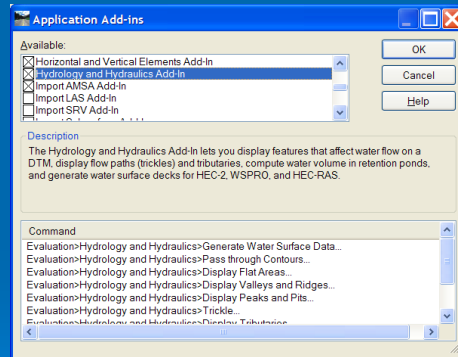 Application Add-ins
Available:
Horizontal and Vertical Elements Add-In
Hydrology and Hydraulics Add-In
Import AMSA Add-In
Import LAS Add-In
Import SRV Add-In
OK
Cancel
Help
Description
The Hydrology and Hydraulics Add-In lets you display features that affect water flow on a
DTM, display flow paths (trickles) and tributaries, compute water volume in retention ponds,
and generate water surface decks for HEC-2, WSPRO, and HEC-RAS.
Command
Evaluation>Hydrology and Hydraulics>Generate Water Surface Data...
Evaluation>Hydrology and Hydraulics>Pass through Contours...
Evaluation>Hydrology and Hydraulics>Display Flat Areas...
Evaluation>Hydrology and Hydraulics>Display Valleys and Ridges...
Evaluation>Hydrology and Hydraulics>Display Peaks and Pits...
Evaluation>Hydrology and Hydraulics>Trickle...
Evaluation>Hydrology and Hydraulics>Display Tributaries